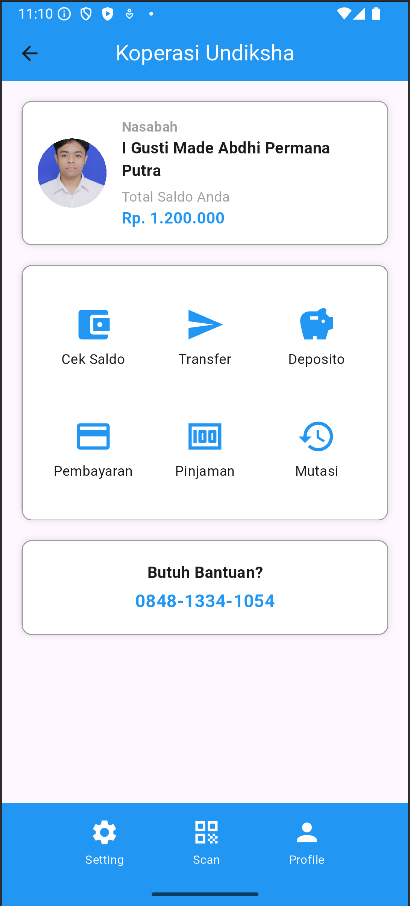 11:10
Koperasi Undiksha
Nasabah
I Gusti Made Abdhi Permana
Putra
Total Saldo Anda
Rp. 1.200.000
Cek Saldo
Transfer
Deposito
100
Pembayaran
Pinjaman
Mutasi
Butuh Bantuan?
0848-1334-1054
Setting
Scan
Profile